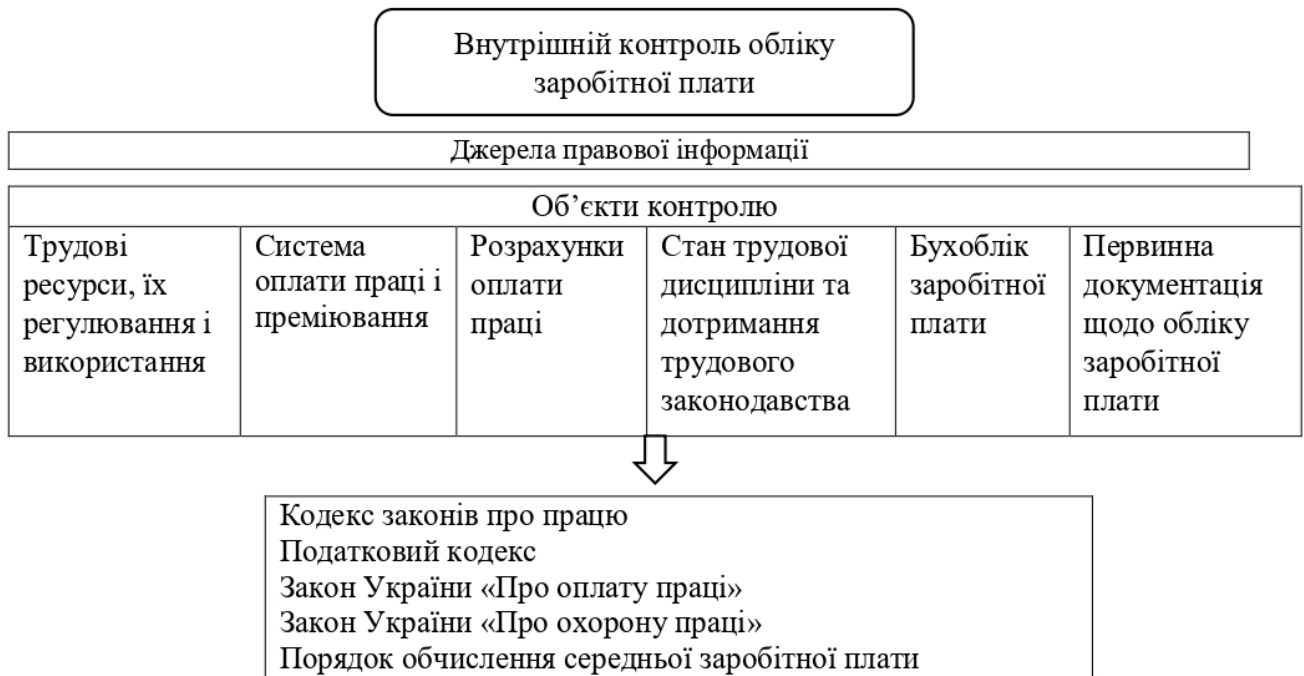 Внутрішній контроль обліку
заробітної плати
Джерела правової інформації
Об’єкти контролю
Трудові
ресурси, їх
регулювання і
використання
Система
оплати праці і
преміювання
Розрахунки
оплати
праці
Стан трудової
дисципліни та
дотримання
трудового
законодавства
Бухоблік
заробітної
плати
Первинна
документація
щодо обліку
заробітної
плати
Кодекс законів про працю
Податковий кодекс
Закон України «Про оплату праці»
Закон України «Про охорону праці»
Порядок обчислення середньої заробітної плати